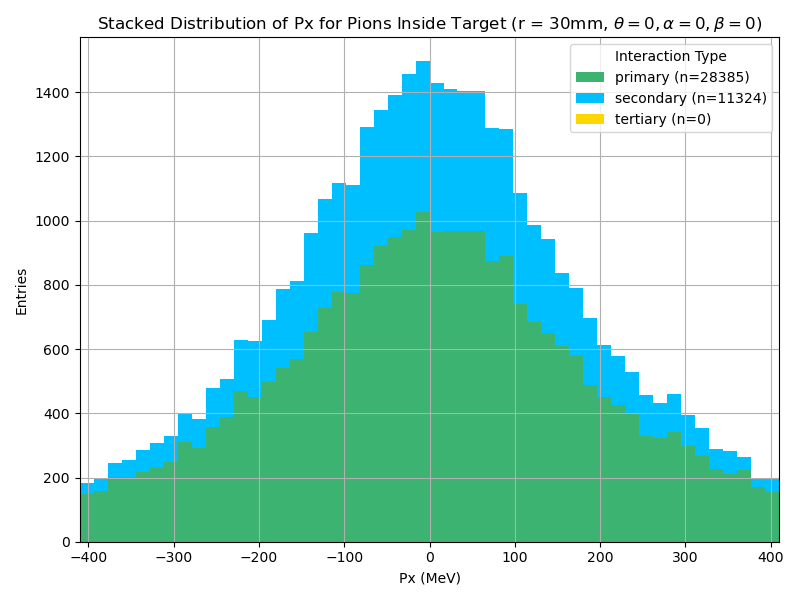 Stacked Distribution of Px for Pions Inside Target (r = 30mm, θ = 0, α = 0, β = 0)
Interaction Type
primary (n=28385)
secondary (n=11324)
tertiary (n=0)
1400
1200
1000
800
600
400
200
0
Entries
−400 −300 −200 −100 0 100 200 300 400
Px (MeV)